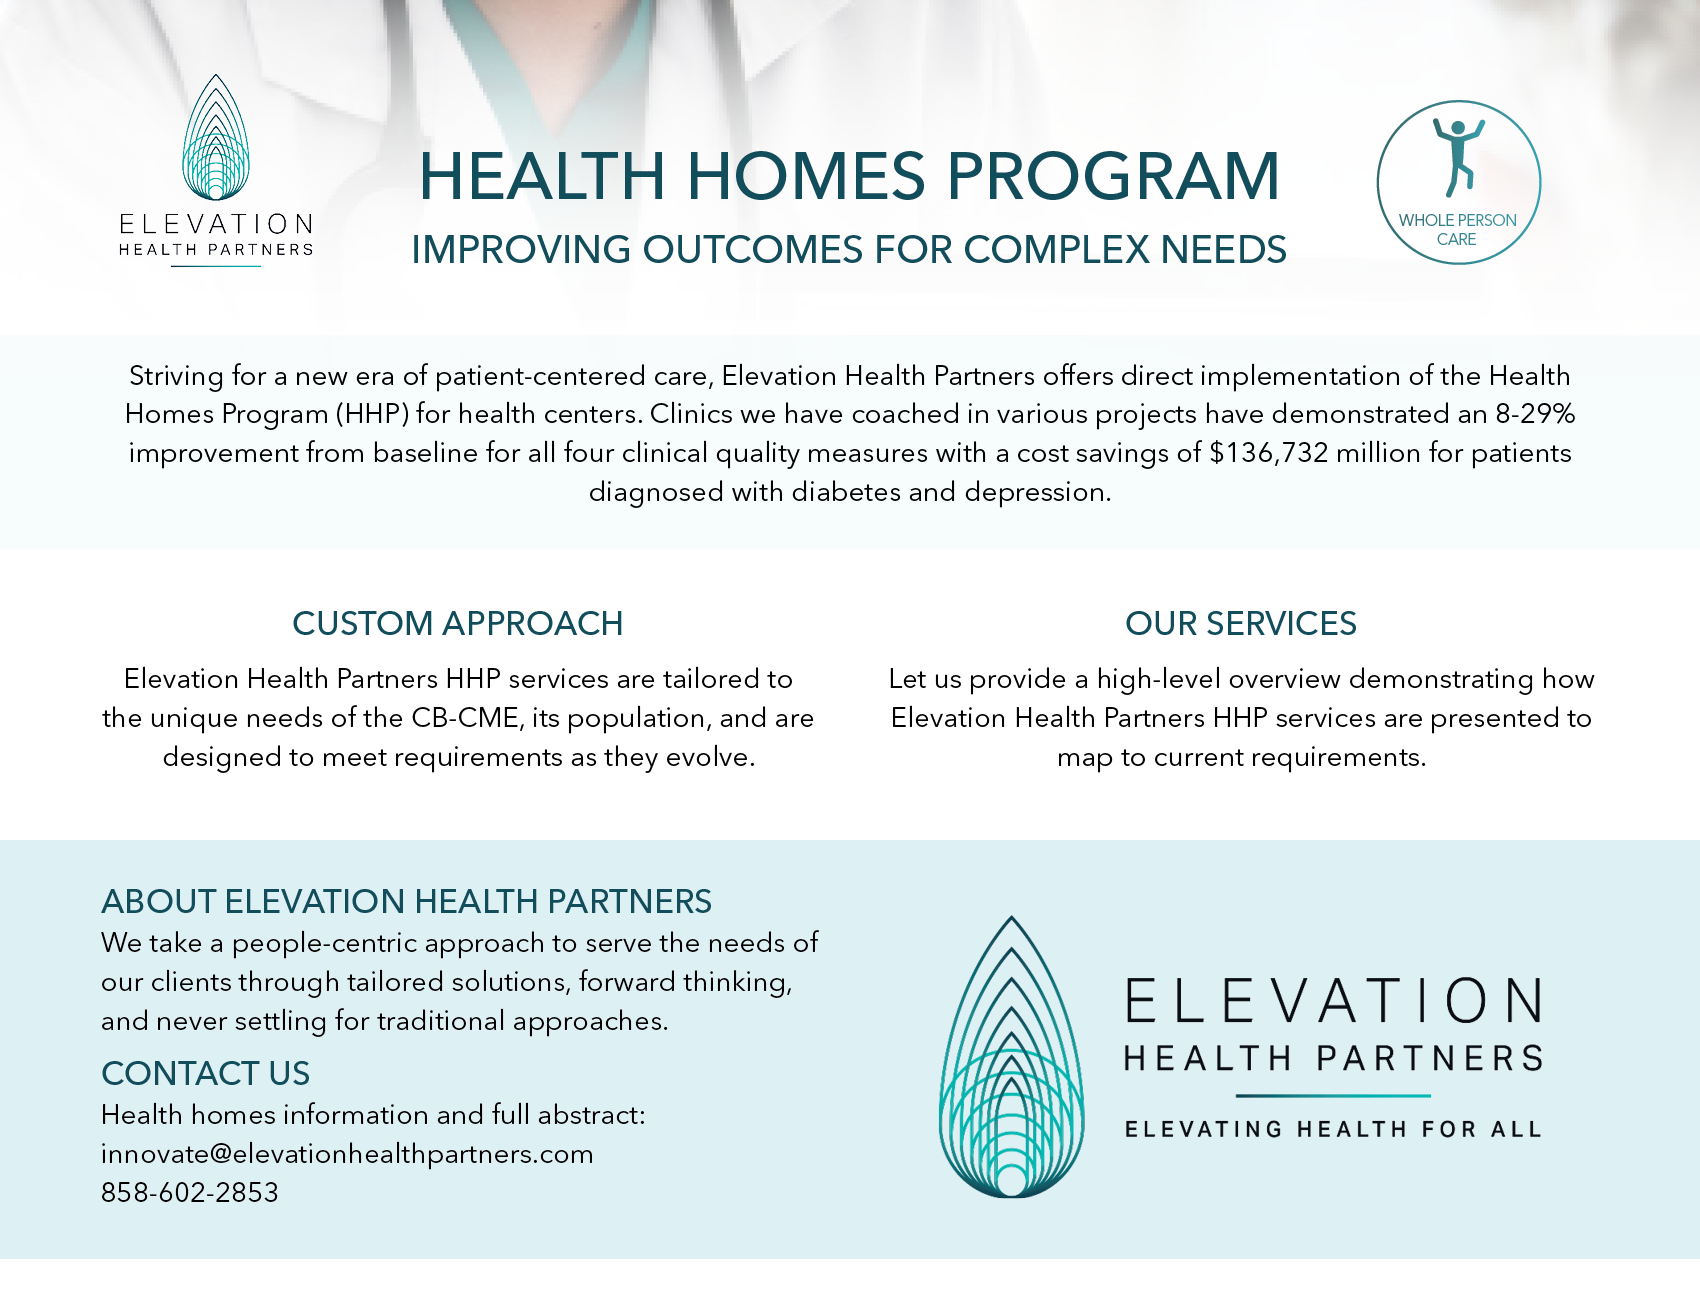 ELEVATION
HEALTH PARTNERS
HEALTH HOMES PROGRAM
IMPROVING OUTCOMES FOR COMPLEX NEEDS
WHOLE PERSON
CARE
Striving for a new era of patient-centered care, Elevation Health Partners offers direct implementation of the Health
Homes Program (HHP) for health centers. Clinics we have coached in various projects have demonstrated an 8-29%
improvement from baseline for all four clinical quality measures with a cost savings of $136,732 million for patients
diagnosed with diabetes and depression.
CUSTOM APPROACH
Elevation Health Partners HHP services are tailored to
the unique needs of the CB-CME, its population, and are
designed to meet requirements as they evolve.
OUR SERVICES
Let us provide a high-level overview demonstrating how
Elevation Health Partners HHP services are presented to
map to current requirements.
ABOUT ELEVATION HEALTH PARTNERS
We take a people-centric approach to serve the needs of
our clients through tailored solutions, forward thinking,
and never settling for traditional approaches.
CONTACT US
Health homes information and full abstract:
innovate@elevationhealthpartners.com
858-602-2853
ELEVATION
HEALTH PARTNERS
ELEVATING HEALTH FOR ALL